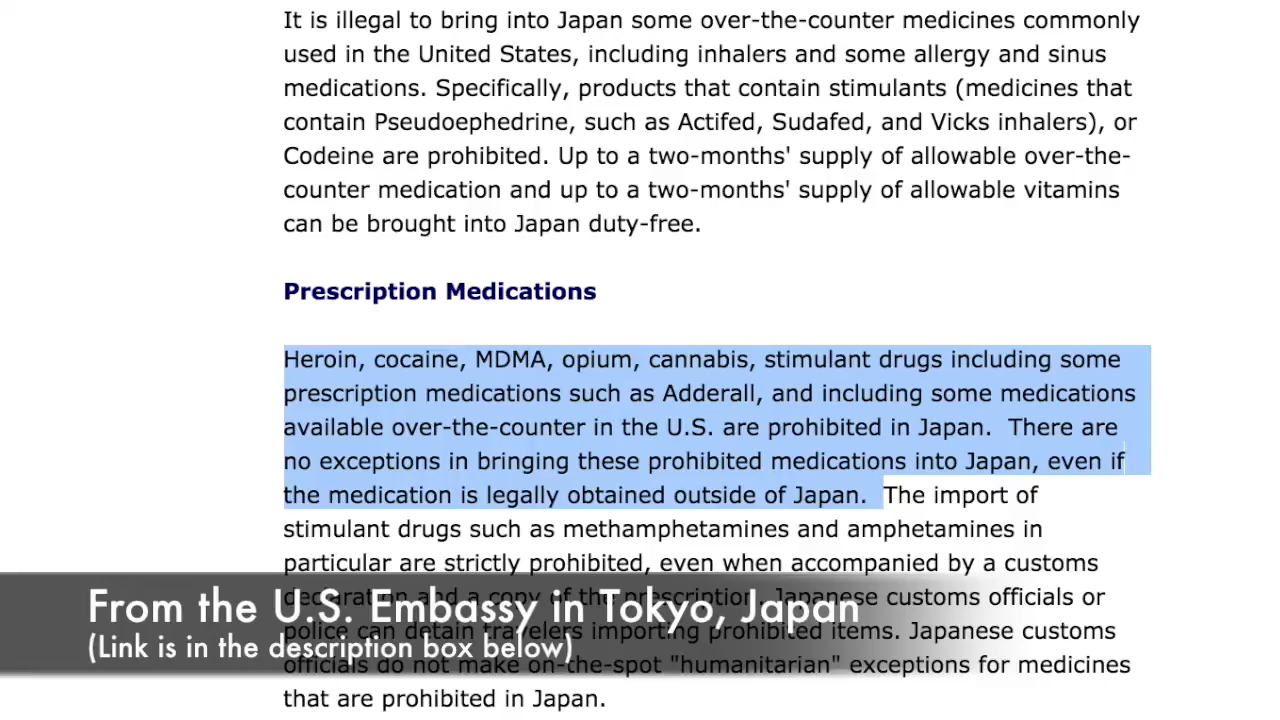 It is illegal to bring into Japan some over-the-counter medicines commonly
used in the United States, including inhalers and some allergy and sinus
medications. Specifically, products that contain stimulants (medicines that
contain Pseudoephedrine, such as Actifed, Sudafed, and Vicks inhalers), or
Codeine are prohibited. Up to a two-months' supply of allowable over-the-
counter medication and up to a two-months' supply of allowable vitamins
can be brought into Japan duty-free.
Prescription Medications
Heroin, cocaine, MDMA, opium, cannabis, stimulant drugs including some
prescription medications such as Adderall, and including some medications
available over-the-counter in the U.S. are prohibited in Japan. There are
no exceptions in bringing these prohibited medications into Japan, even if
the medication is legally obtained outside of Japan. The import of
stimulant drugs such as methamphetamines and amphetamines in
particular are strictly prohibited, even when accompanied by a customs
declaration and a copy of the prescription. Japanese customs officials or
police can detain travelers importing prohibited items. Japanese customs
officials do not make on-the-spot "humanitarian" exceptions for medicines
that are prohibited in Japan.
From the U.S. Embassy in Tokyo, Japan
(Link is in the description box below)